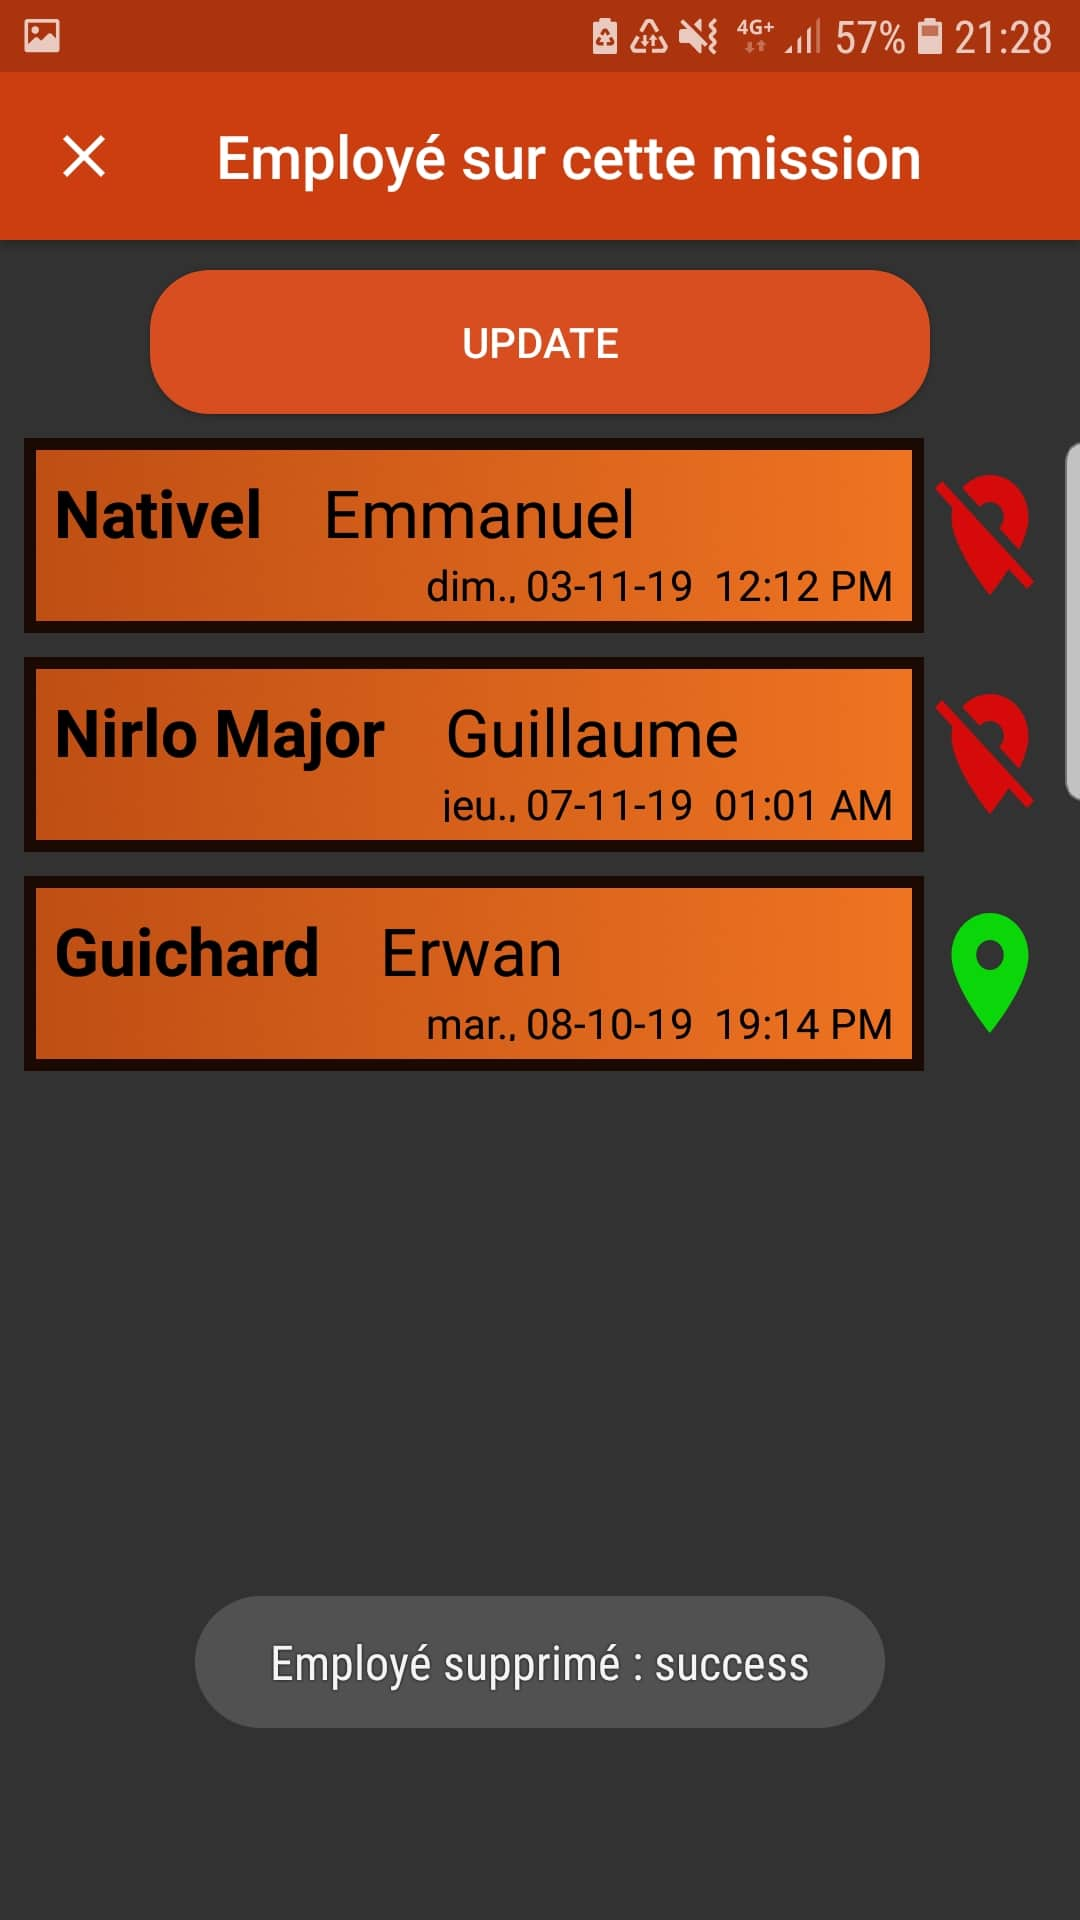 4G+ 57% 21:28
Employé sur cette mission
UPDATE
Nativel Emmanuel
dim., 03-11-19 12:12 PM
Nirlo Major Guillaume
jeu., 07-11-19 01:01 AM
Guichard Erwan
mar., 08-10-19 19:14 PM
Employé supprimé : success